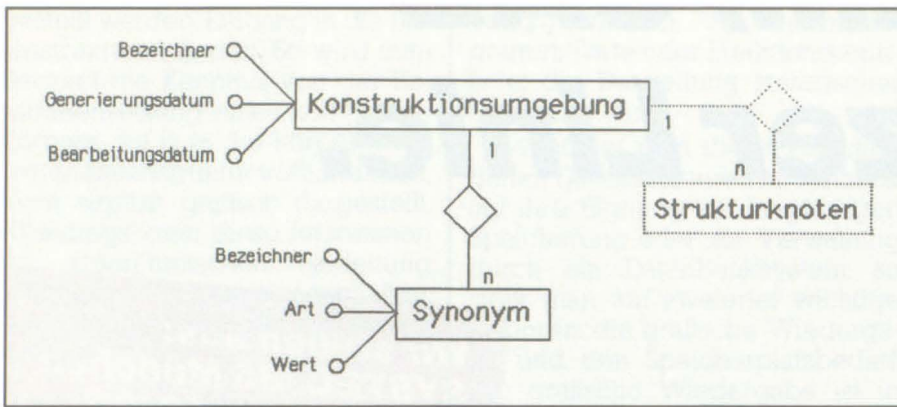 Bezeichner
Generierungsdatum
Bearbeitungsdatum
Konstruktionsumgebung
1
1
n
Strukturknoten
n
Bezeichner
Art
Wert
Synonym